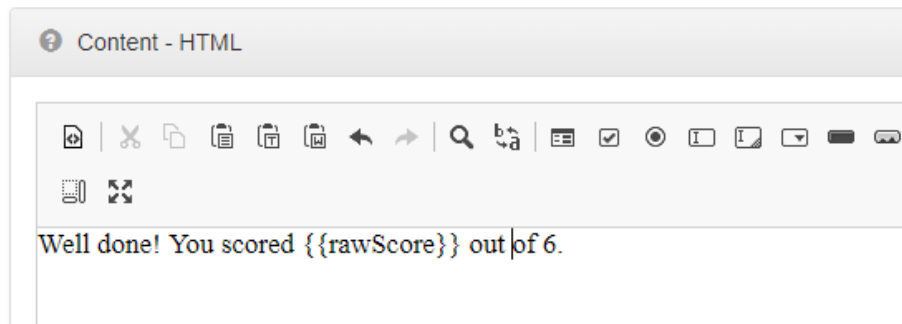 Content - HTML
Well done! You scored {{rawScore}} out of 6.